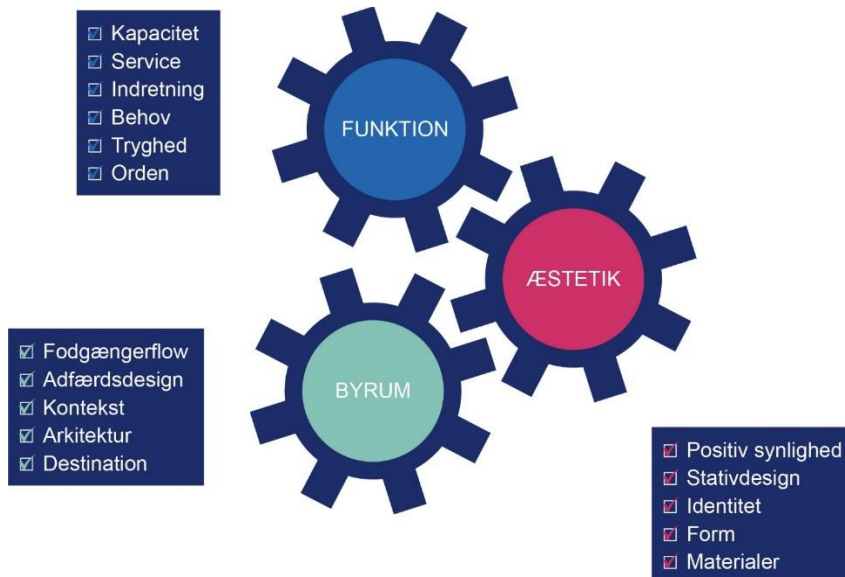 Kapacitet
Service
Indretning
Behov
Tryghed
Orden
FUNKTION
ÆSTETIK
BYRUM
Fodgængerflow
Adfærdsdesign
Kontekst
Arkitektur
Destination
Positiv synlighed
Stativdesign
Identitet
Form
Materialer